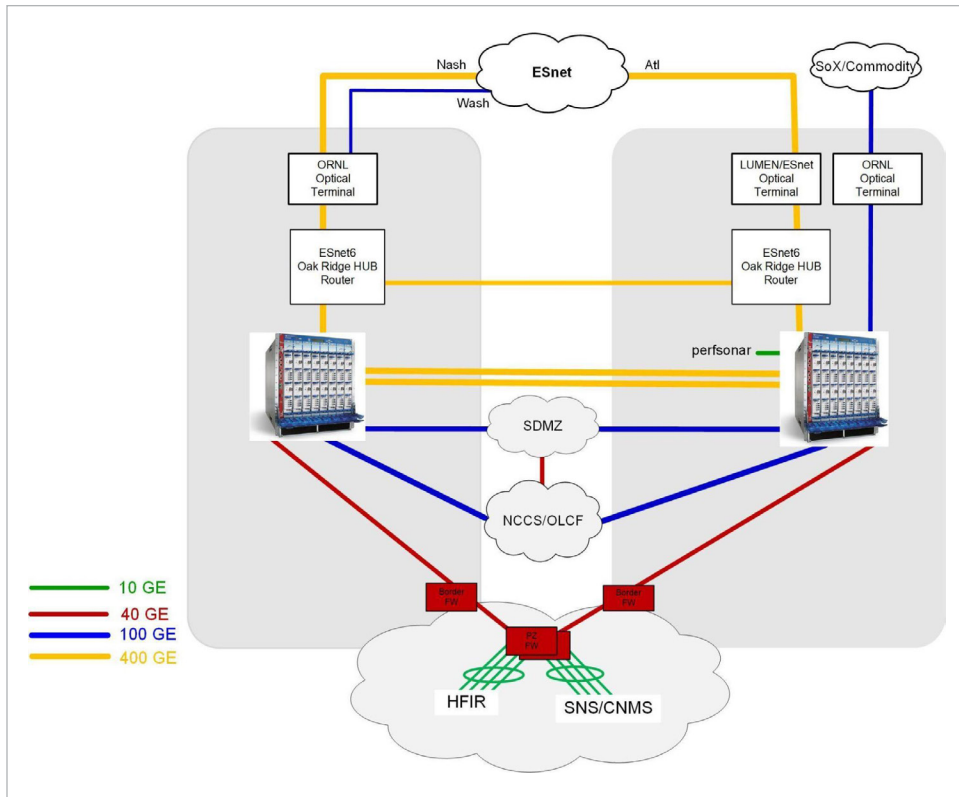 ESnet
Nash
Atl
SoX/Commodity
Wash
ORNL
Optical
Terminal
LUMEN/ESnet
Optical
Terminal
ORNL
Optical
Terminal
ESnet6
Oak Ridge HUB
Router
ESnet6
Oak Ridge HUB
Router
perfsonar
SDMZ
NCCS/OLCF
10 GE
40 GE
100 GE
400 GE
Border
FW
Border
FW
PZ
FW
HFIR
SNS/CNMS